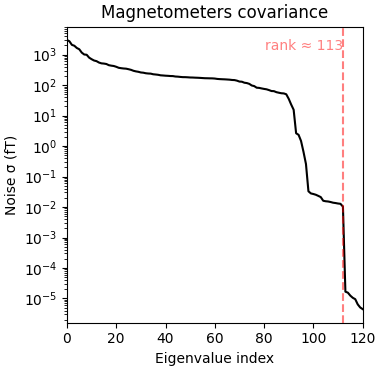 Magnetometers covariance
rank ≈ 113
Noise σ (fT)
10³
10²
10¹
10⁰
10⁻¹
10⁻²
10⁻³
10⁻⁴
10⁻⁵
0 20 40 60 80 100 120
Eigenvalue index